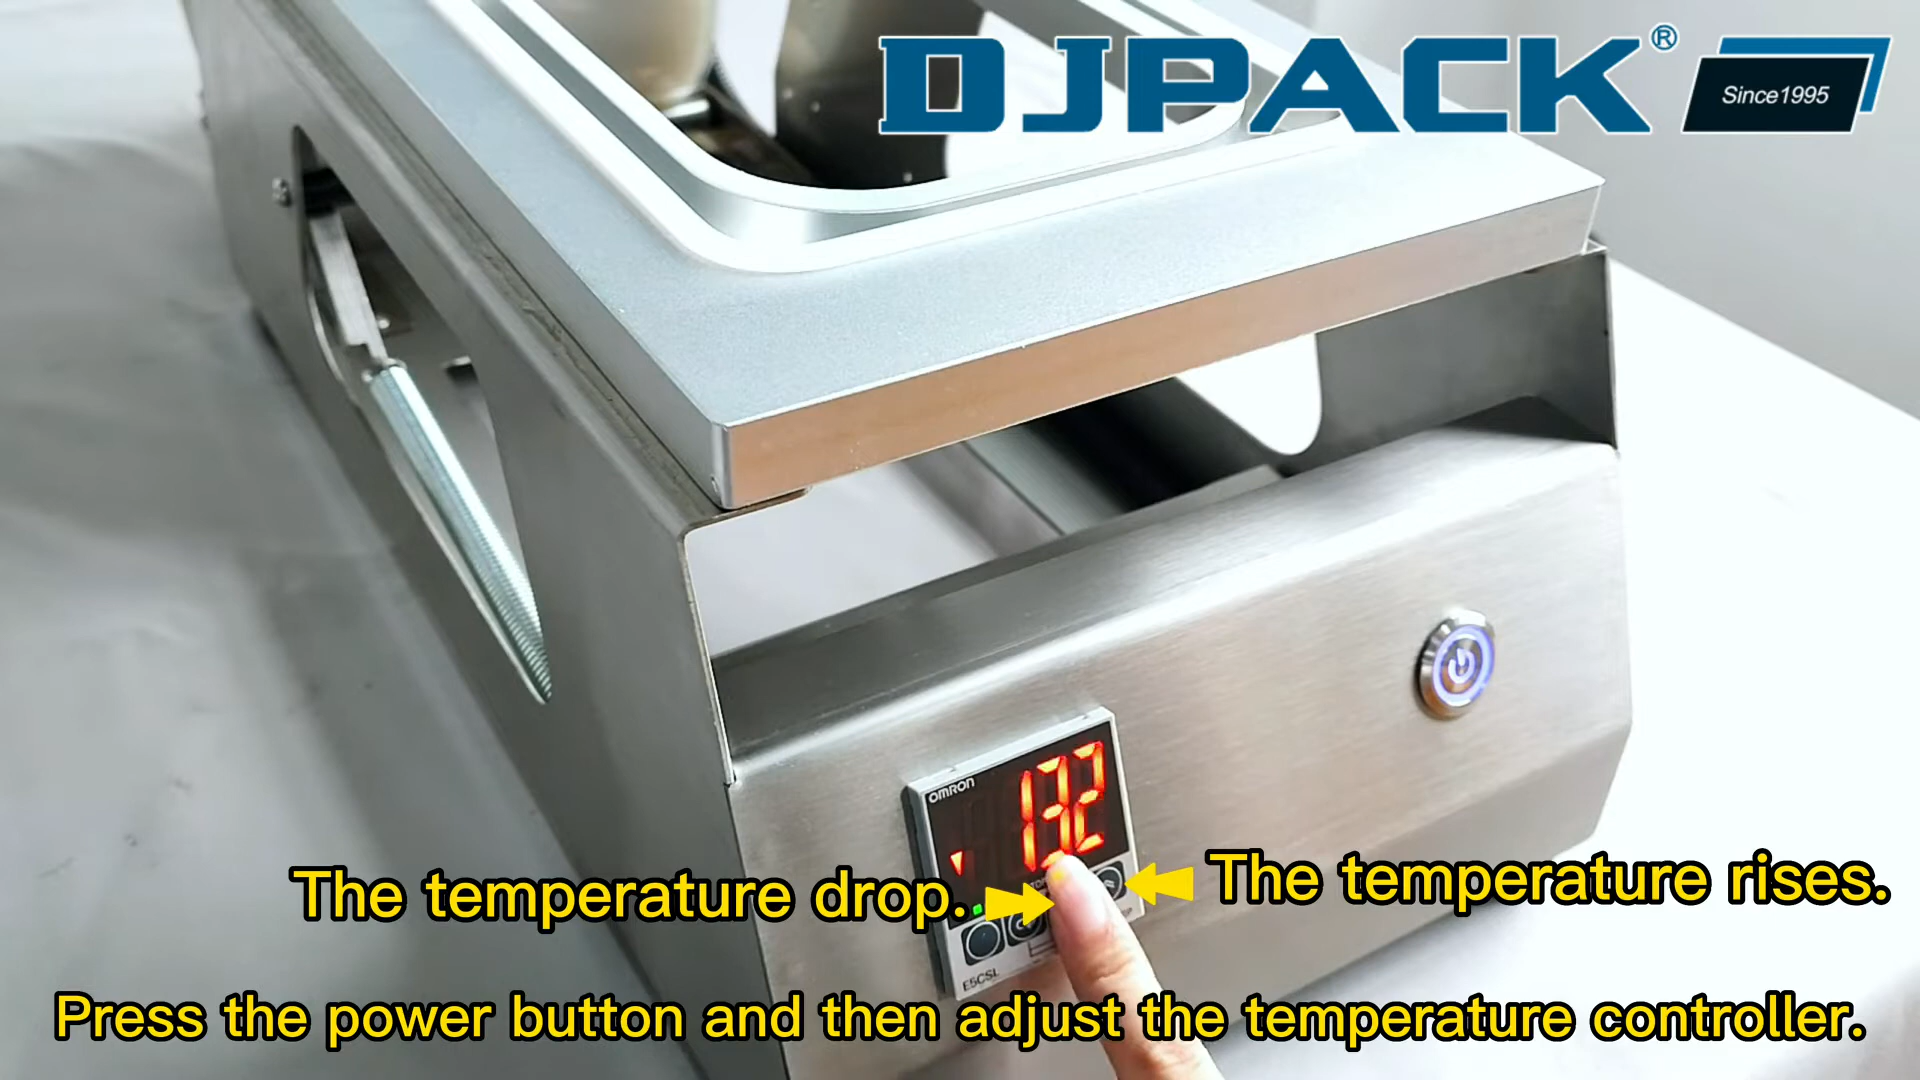 DJPACK®
Since1995
OMRON
132
The temperature drop.
The temperature rises.
E5CSL
Press the power button and then adjust the temperature controller.